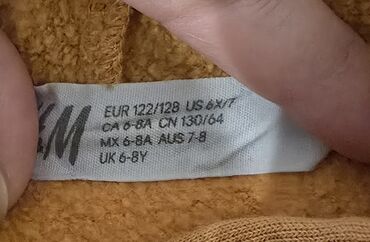 &M
EUR 122/128 US 6X/7
CA 6-8A CN 130/64
MX 6-8A AUS 7-8
UK 6-8Y